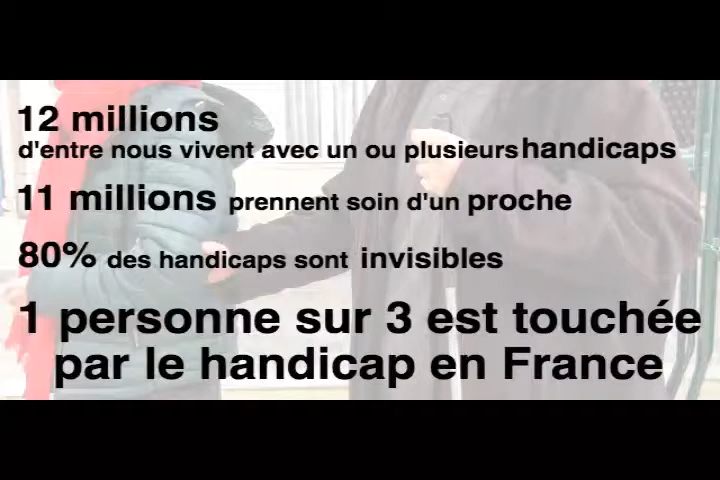 12 millions
d'entre nous vivent avec un ou plusieurs handicaps
11 millions prennent soin d'un proche
80% des handicaps sont invisibles
1 personne sur 3 est touchée
par le handicap en France